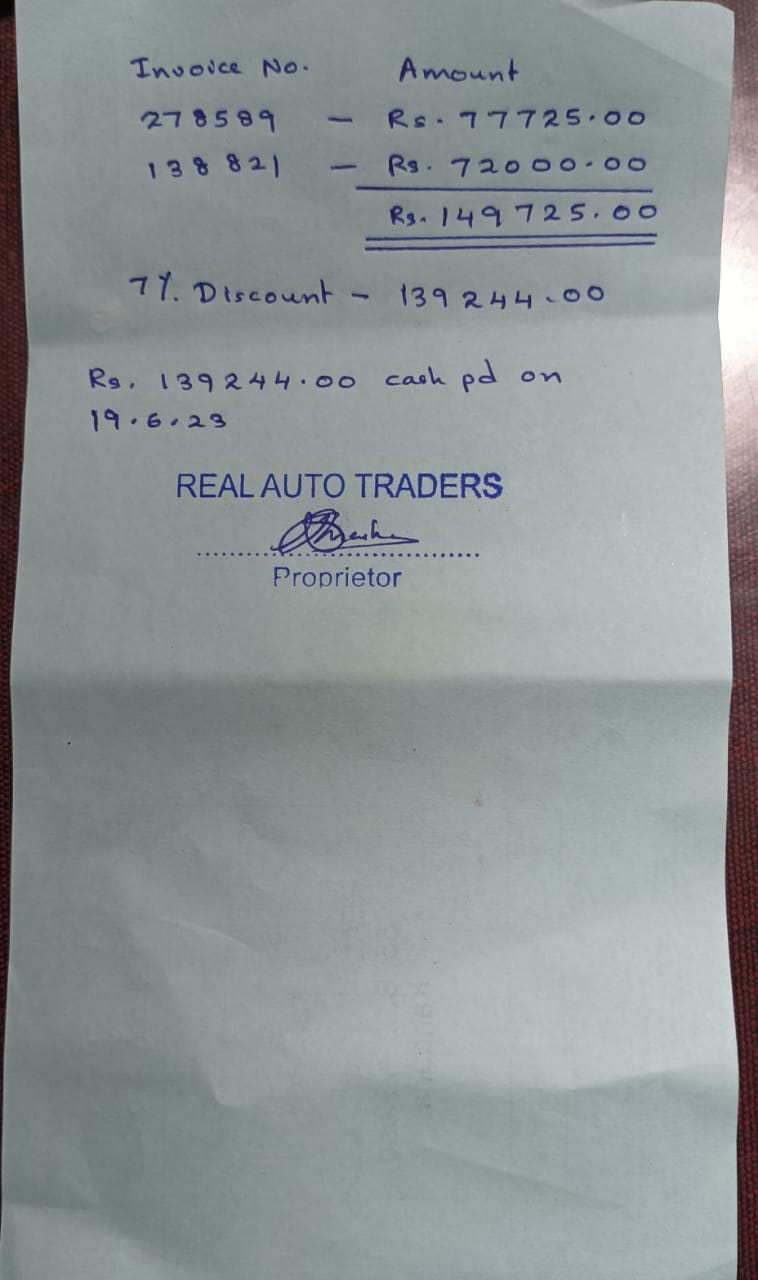 Invoice No. Amount
278589 - Rs. 77725.00
138821 - Rs. 72000.00
Rs. 149725.00
7%. Discount - 139244.00
Rs. 139244.00 cash pd on
19.6.23
REAL AUTO TRADERS
Proprietor